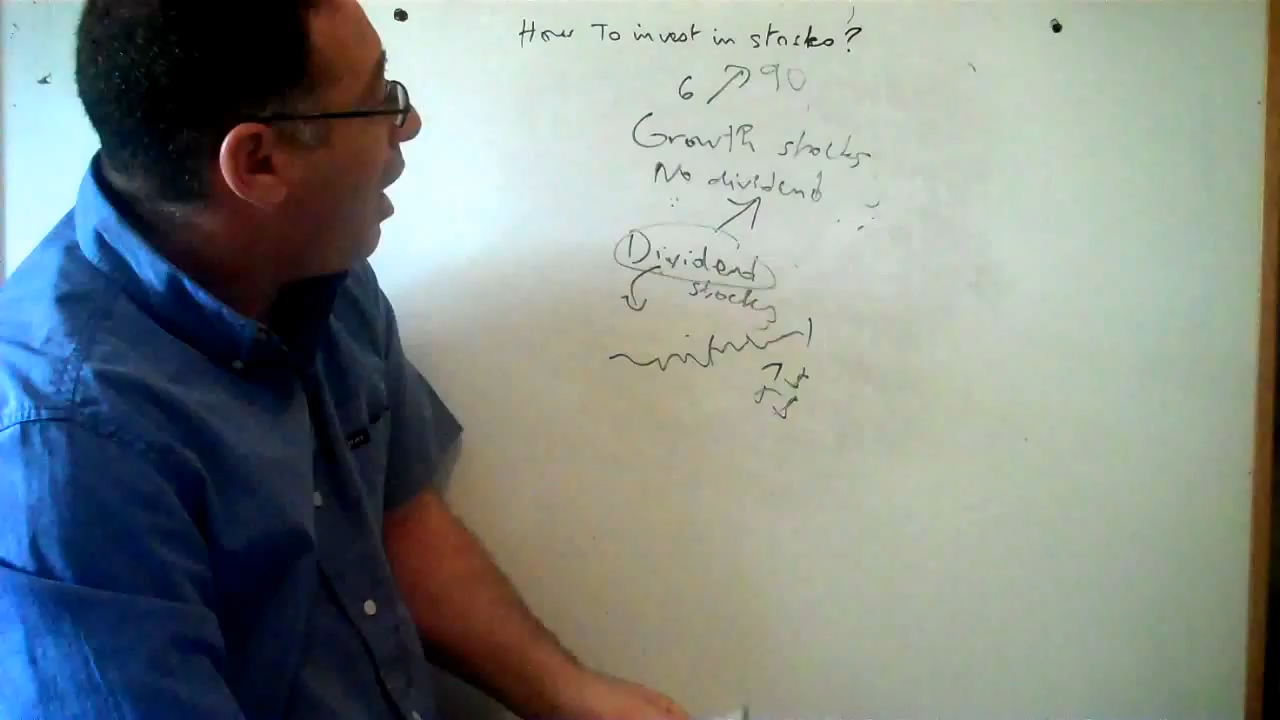 How To invest in stocks?
6 90
Growth stocks
No dividend
Dividend
stocks